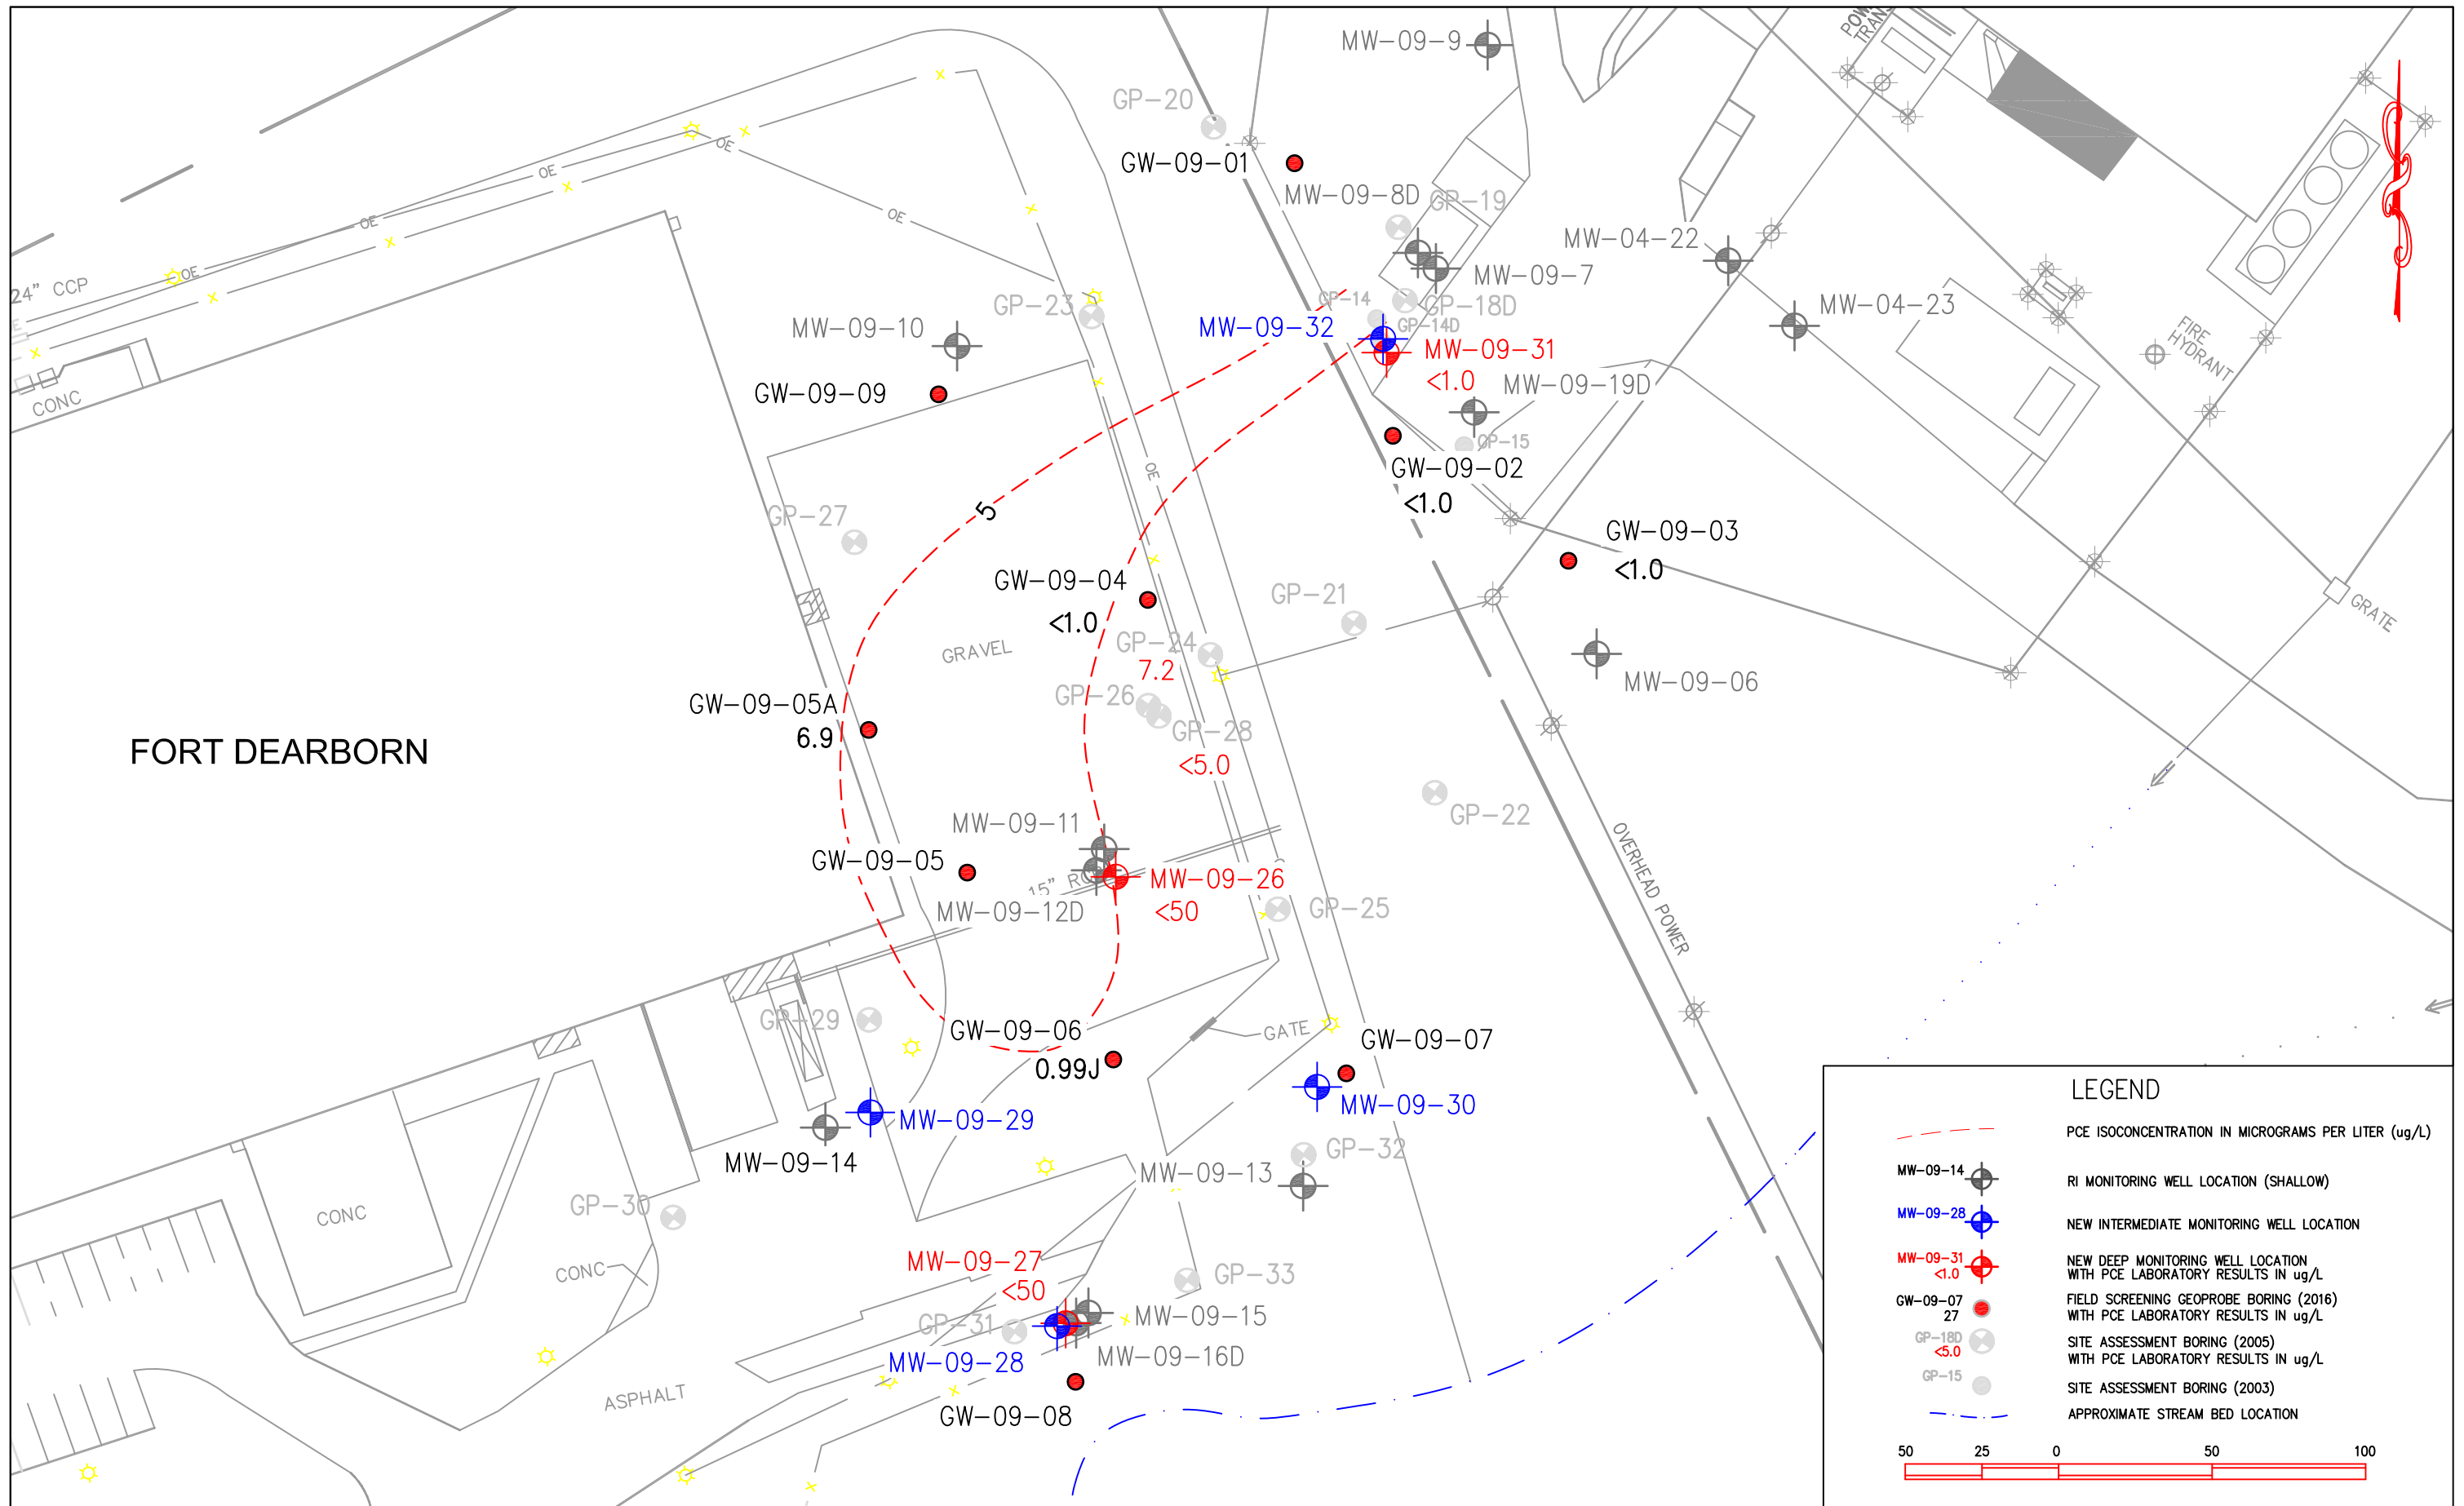 MW-09-9
POW
TRANS
GP-20
GW-09-01
OE
OE
OE
OE
OE
24" CCP
MW-09-8D
GP-19
MW-04-22
MW-09-7
GP-23
MW-09-10
GP-14
GP-18D
GP-14D
MW-09-32
MW-04-23
MW-09-31
<1.0
FIRE
HYDRANT
GW-09-09
CONC
MW-09-19D
GP-15
GW-09-02
<1.0
OE
5
GP-27
GW-09-03
<1.0
GW-09-04
<1.0
GP-21
GRATE
GRAVEL
GP-24
7.2
GP-26
GP-28
<5.0
MW-09-06
GW-09-05A
6.9
FORT DEARBORN
GP-22
MW-09-11
GW-09-05
15" RC
MW-09-26
<50
MW-09-12D
GP-25
OVERHEAD POWER
GP-29
GW-09-06
0.99J
GATE
GW-09-07
MW-09-30
MW-09-29
MW-09-14
GP-32
MW-09-13
GP-30
CONC
CONC
MW-09-27
<50
GP-33
GP-31
MW-09-15
MW-09-28
MW-09-16D
ASPHALT
GW-09-08
LEGEND
PCE ISOCONCENTRATION IN MICROGRAMS PER LITER (ug/L)
MW-09-14
RI MONITORING WELL LOCATION (SHALLOW)
MW-09-28
NEW INTERMEDIATE MONITORING WELL LOCATION
MW-09-31
<1.0
NEW DEEP MONITORING WELL LOCATION
WITH PCE LABORATORY RESULTS IN ug/L
GW-09-07
27
FIELD SCREENING GEOPROBE BORING (2016)
WITH PCE LABORATORY RESULTS IN ug/L
GP-18D
<5.0
SITE ASSESSMENT BORING (2005)
WITH PCE LABORATORY RESULTS IN ug/L
GP-15
SITE ASSESSMENT BORING (2003)
APPROXIMATE STREAM BED LOCATION
50 25 0 50 100